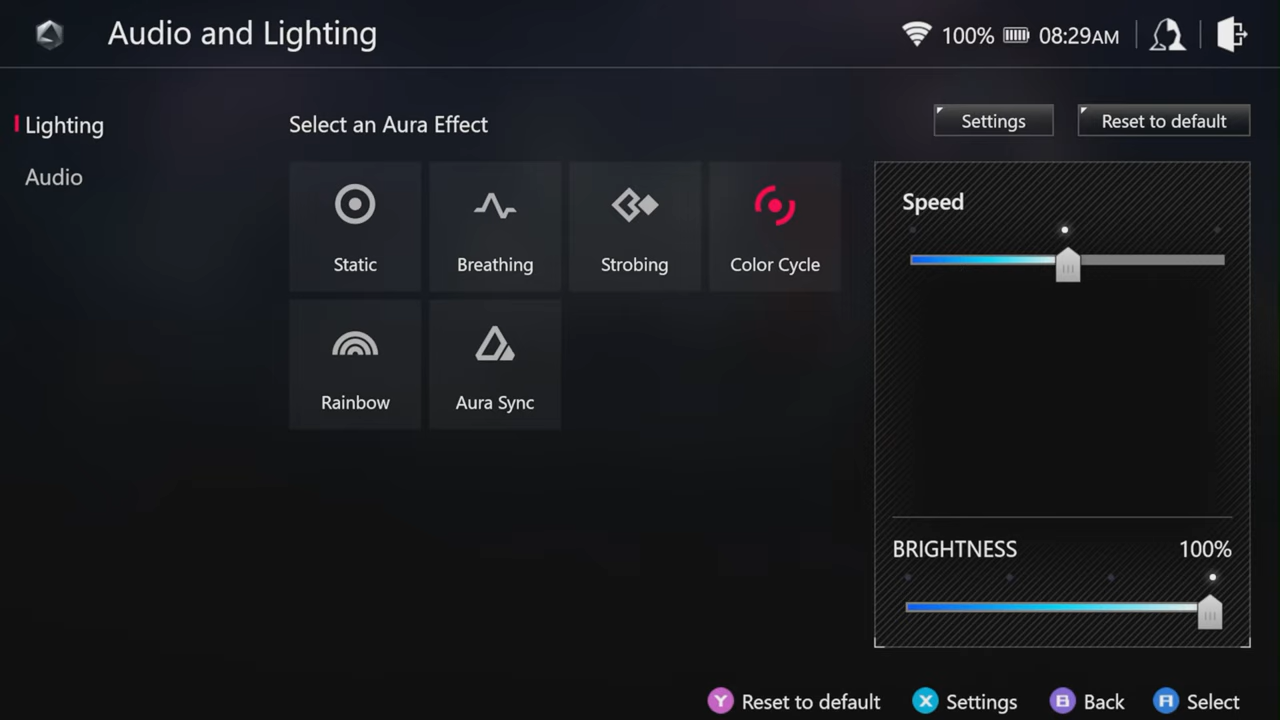 Audio and Lighting
100% 08:29AM
Lighting
Audio
Select an Aura Effect
Settings
Reset to default
Static
Breathing
Strobing
Color Cycle
Rainbow
Aura Sync
Speed
BRIGHTNESS 100%
Y Reset to default X Settings B Back A Select